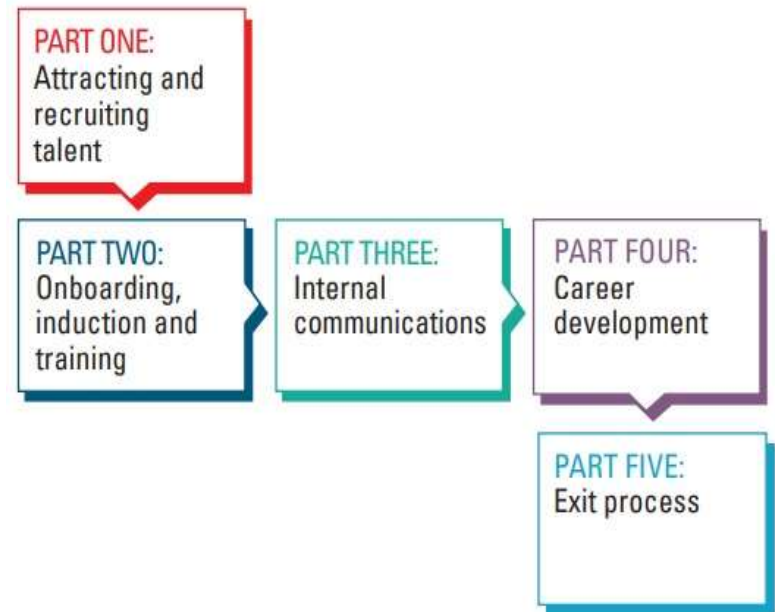 PART ONE:
Attracting and
recruiting
talent
PART TWO:
Onboarding,
induction and
training
PART THREE:
Internal
communications
PART FOUR:
Career
development
PART FIVE:
Exit process